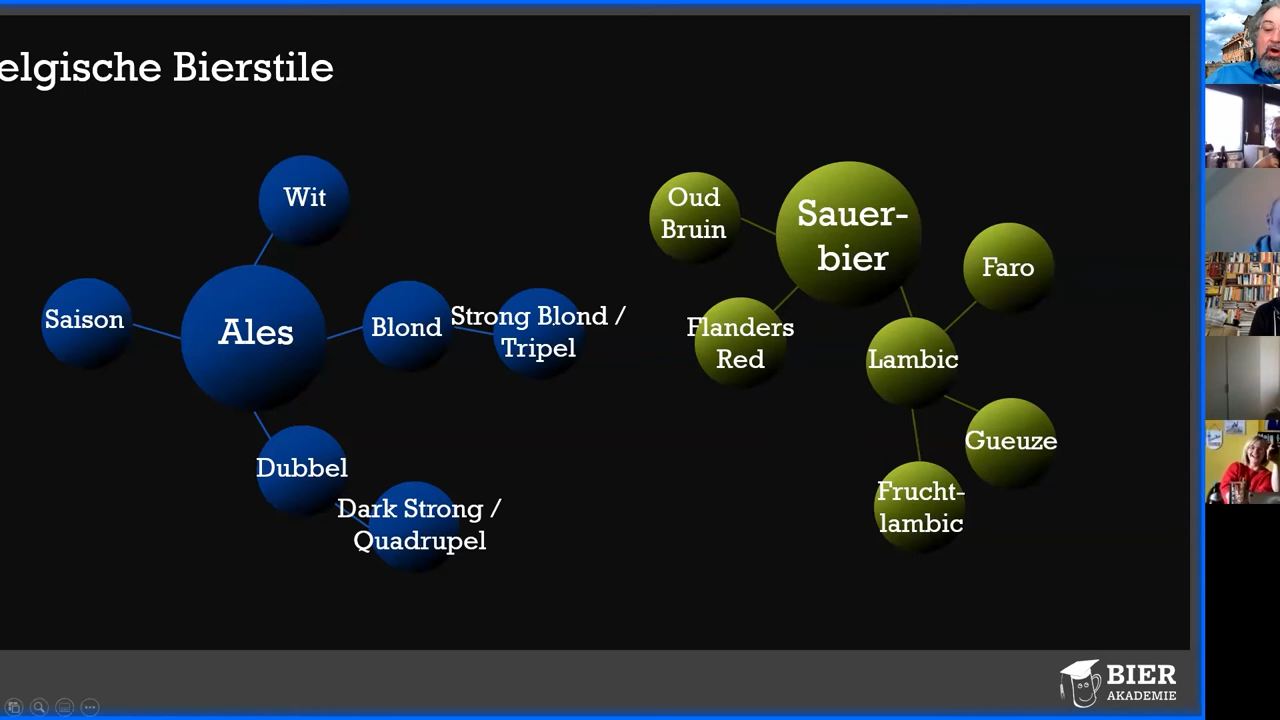 elgische Bierstile
Wit
Saison
Ales
Blond
Strong Blond /
Tripel
Dubbel
Dark Strong /
Quadrupel
Oud
Bruin
Sauer-
bier
Flanders
Red
Lambic
Faro
Gueuze
Frucht-
lambic
BIER
AKADEMIE